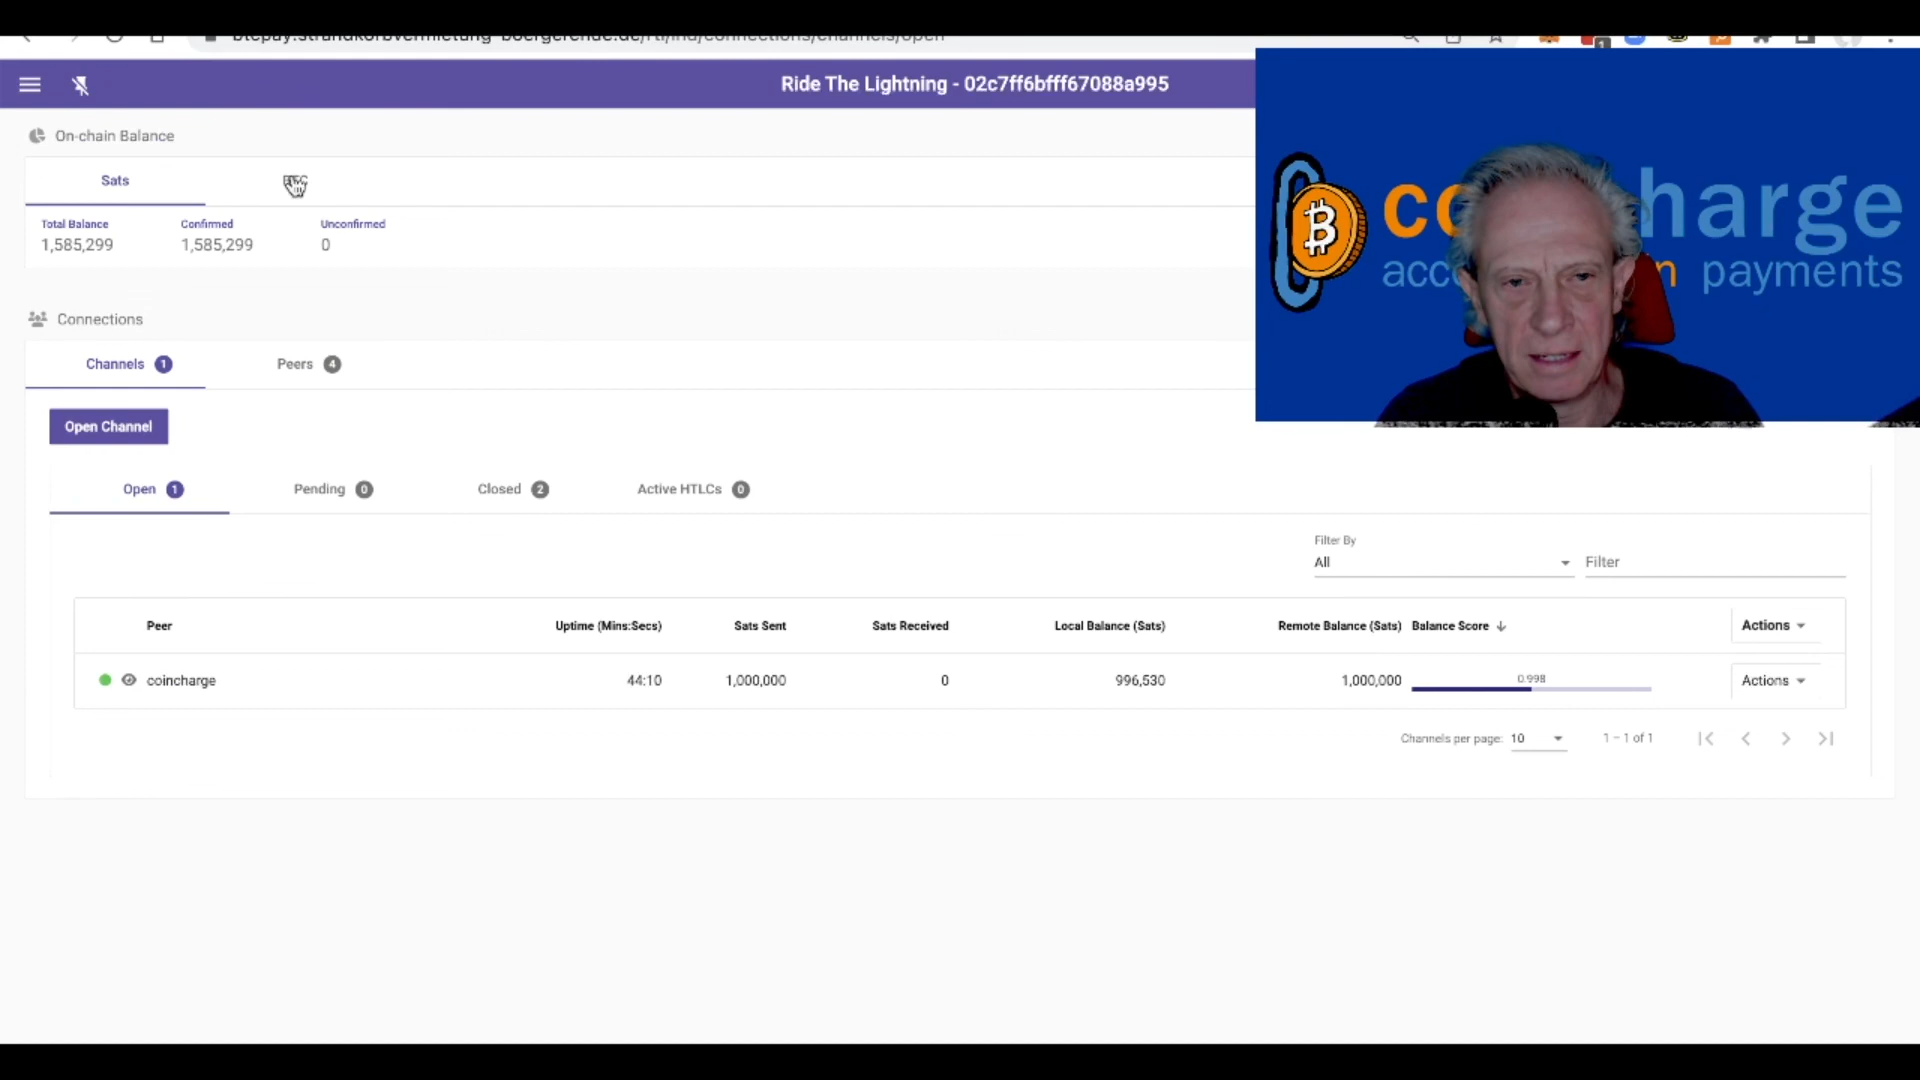 btcpay.strandkorbvermietung-boergerende.de/rtl/lnd/connections/channels/open
Ride The Lightning - 02c7ff6bfff67088a995
On-chain Balance
Sats
Total Balance Confirmed Unconfirmed
1,585,299 1,585,299 0
Connections
Channels 1 Peers 4
Open Channel
Open 1 Pending 0 Closed 2 Active HTLCs 0
Filter By
All Filter
Peer Uptime (Mins:Secs) Sats Sent Sats Received Local Balance (Sats) Remote Balance (Sats) Balance Score Actions
coincharge 44:10 1,000,000 0 996,530 1,000,000 0.998 Actions
Channels per page: 10 1 – 1 of 1
harge
payments